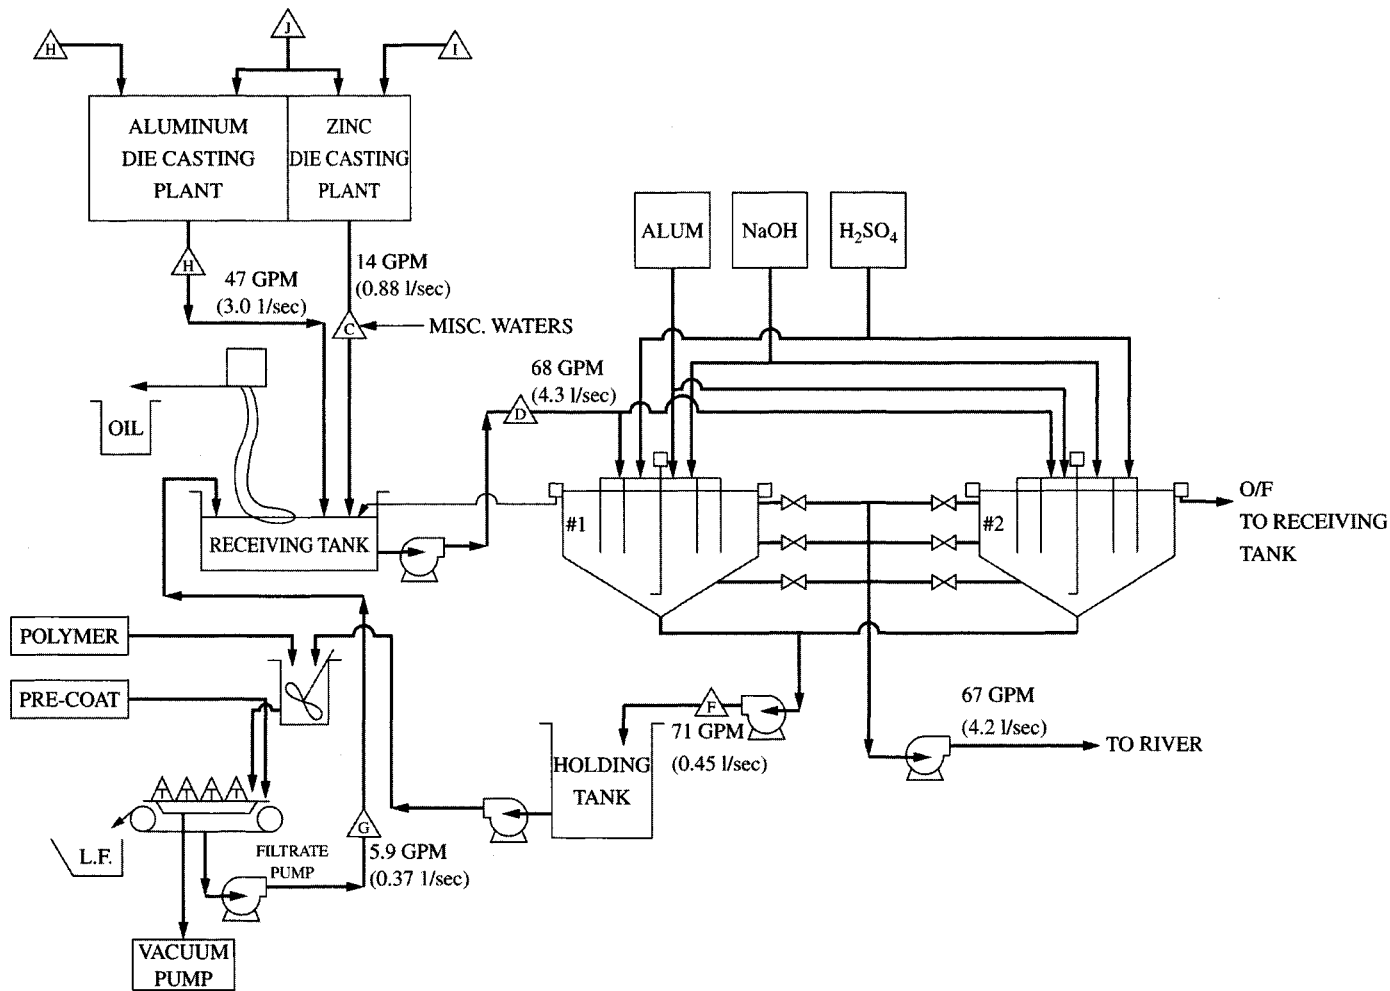 H
J
I
ALUMINUM
DIE CASTING
PLANT
ZINC
DIE CASTING
PLANT
H
47 GPM
(3.0 1/sec)
14 GPM
(0.88 l/sec)
C
MISC. WATERS
ALUM
NaOH
H₂SO₄
68 GPM
(4.3 l/sec)
D
OIL
RECEIVING TANK
#1
#2
O/F
TO RECEIVING
TANK
POLYMER
PRE-COAT
F
71 GPM
(0.45 l/sec)
HOLDING
TANK
67 GPM
(4.2 l/sec)
TO RIVER
T T T T
L.F.
G
5.9 GPM
(0.37 1/sec)
FILTRATE
PUMP
VACUUM
PUMP